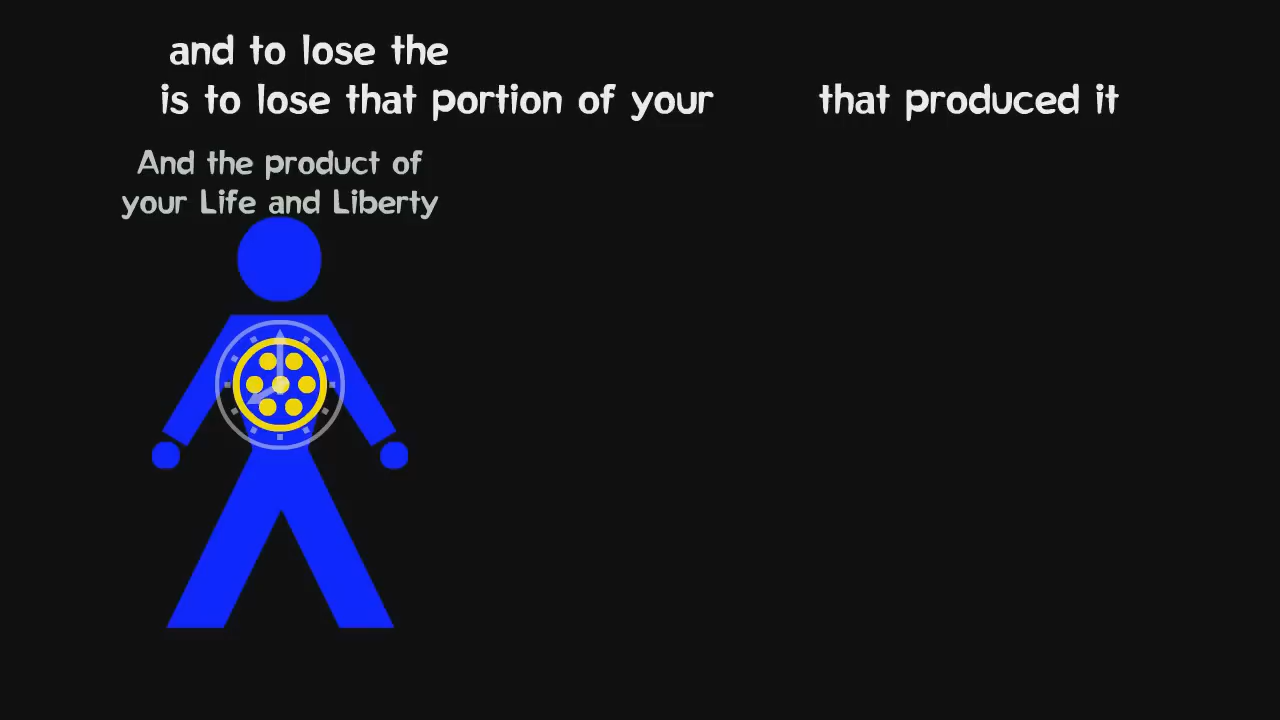 and to lose the
is to lose that portion of your that produced it
And the product of
your Life and Liberty